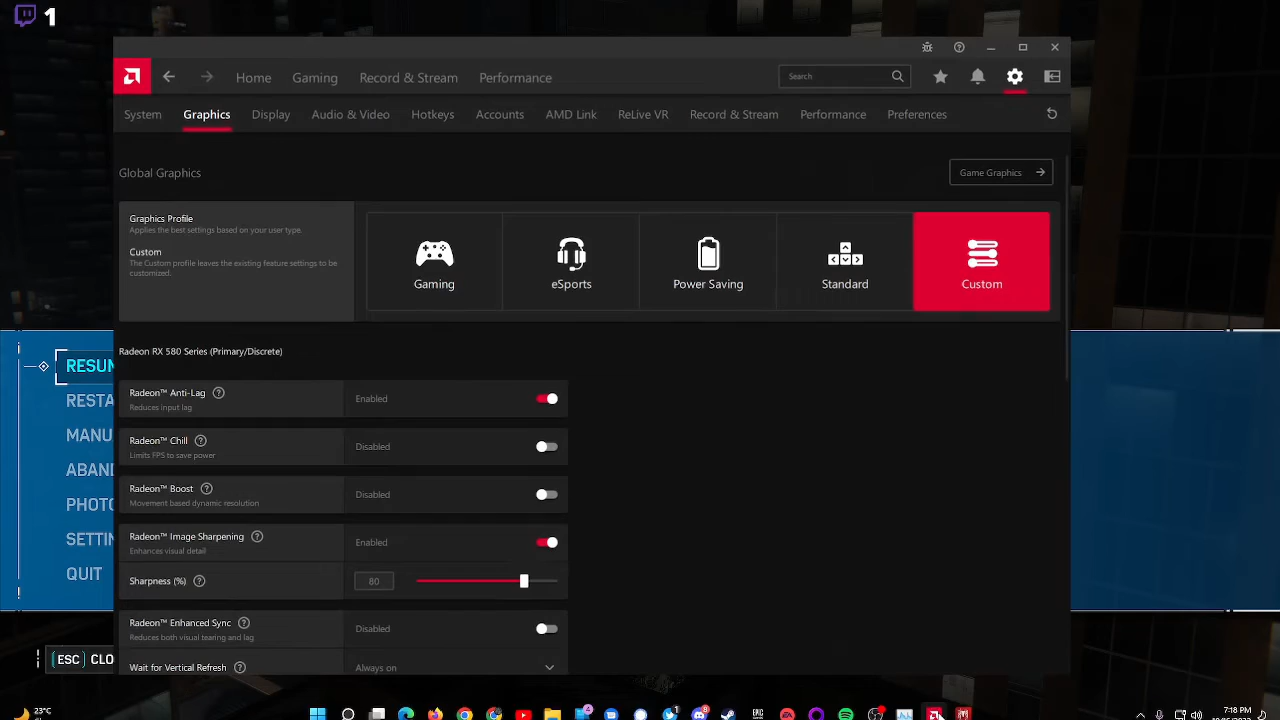 1
Home
Gaming
Record & Stream
Performance
Search
System
Graphics
Display
Audio & Video
Hotkeys
Accounts
AMD Link
ReLive VR
Record & Stream
Performance
Preferences
Global Graphics
Game Graphics
Graphics Profile
Applies the best settings based on your user type.
Custom
The Custom profile leaves the existing feature settings to be
customized.
Gaming
eSports
Power Saving
Standard
Custom
Radeon RX 580 Series (Primary/Discrete)
RESUM
RESTA
MANU
ABAND
PHOTO
SETTIN
QUIT
Radeon™ Anti-Lag
Reduces input lag
Enabled
Radeon™ Chill
Limits FPS to save power
Disabled
Radeon™ Boost
Movement based dynamic resolution
Disabled
Radeon™ Image Sharpening
Enhances visual detail
Enabled
Sharpness (%)
80
Radeon™ Enhanced Sync
Reduces both visual tearing and lag
Disabled
Wait for Vertical Refresh
Always on
ESC CLO
23°C
7:18 PM